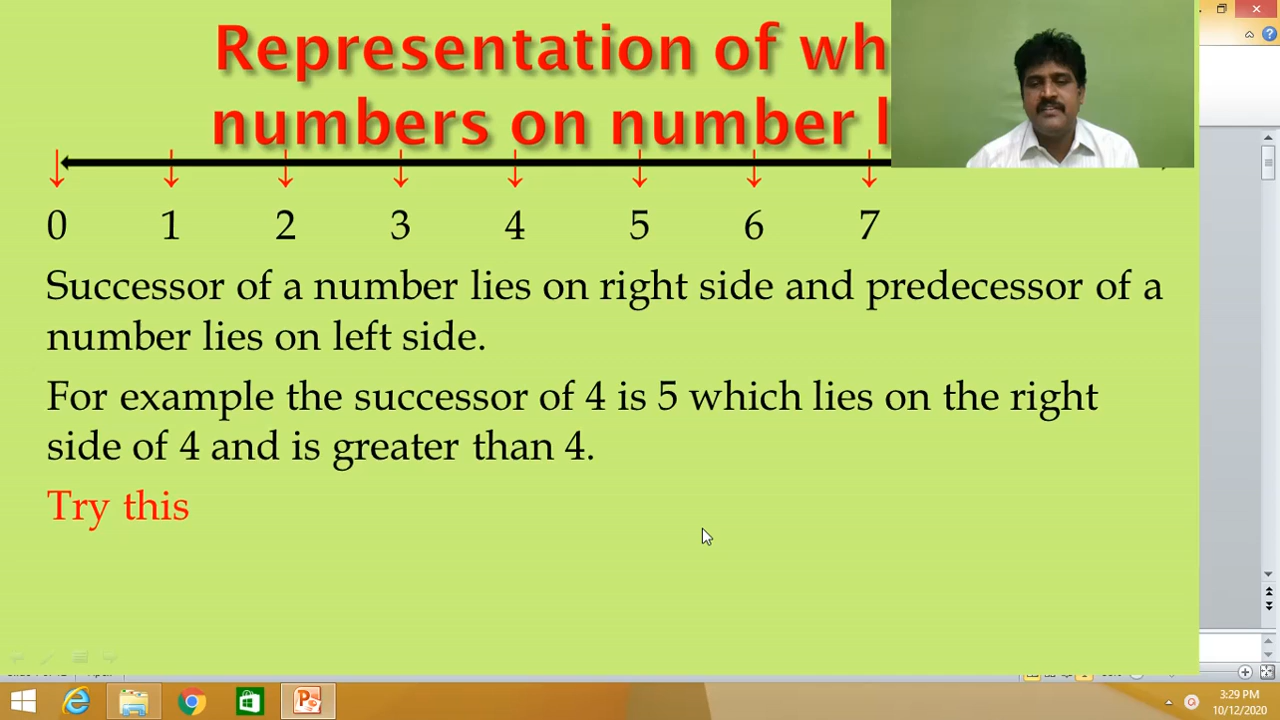 Representation of wh
numbers on number l
0 1 2 3 4 5 6 7
Successor of a number lies on right side and predecessor of a
number lies on left side.
For example the successor of 4 is 5 which lies on the right
side of 4 and is greater than 4.
Try this
3:29 PM
10/12/2020